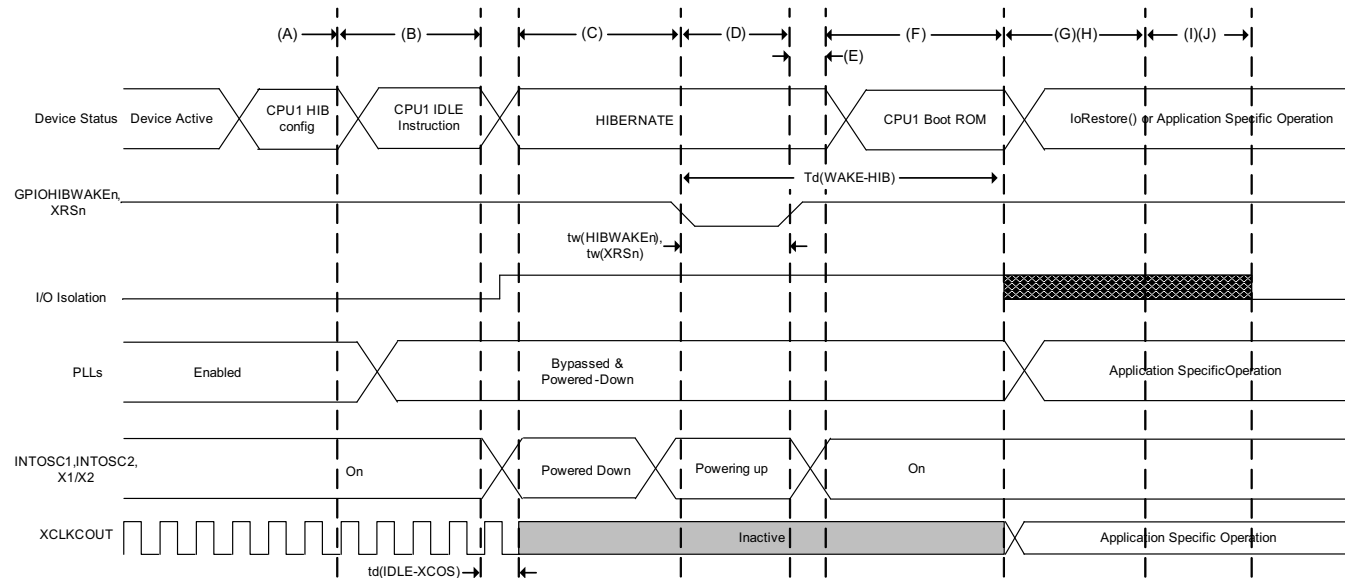 (A) (B) (C) (D) (E) (F) (G)(H) (I)(J)
Device Status
Device Active
CPU1 HIB
config
CPU1 IDLE
Instruction
HIBERNATE
CPU1 Boot ROM
IoRestore() or Application Specific Operation
Td(WAKE-HIB)
GPIOHIBWAKEn,
XRSn
tw(HIBWAKEn),
tw(XRSn)
I/O Isolation
PLLs
Enabled
Bypassed &
Powered-Down
Application SpecificOperation
INTOSC1,INTOSC2,
X1/X2
On
Powered Down
Powering up
On
XCLKCOUT
Inactive
Application Specific Operation
td(IDLE-XCOS)